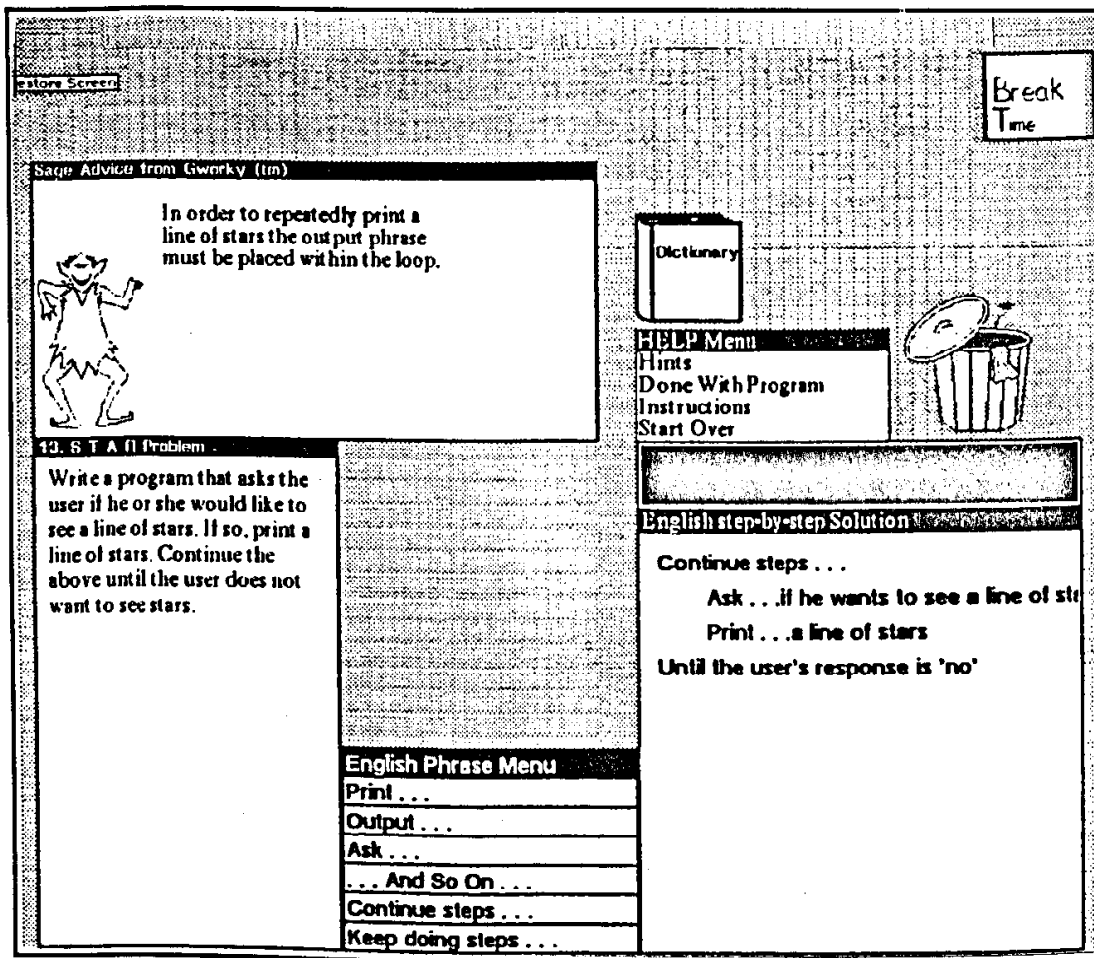 estore Screen
Break
Time
Sage Advice from Gworky (tm)
In order to repeatedly print a
line of stars the output phrase
must be placed within the loop.
Dictionary
HELP Menu
Hints
Done With Program
Instructions
Start Over
13. S T A R Problem
Write a program that asks the
user if he or she would like to
see a line of stars. If so, print a
line of stars. Continue the
above until the user does not
want to see stars.
English Phrase Menu
Print . . .
Output . . .
Ask . . .
. . . And So On . . .
Continue steps . . .
Keep doing steps . . .
English step-by-step Solution
Continue steps . . .
Ask . . .if he wants to see a line of sta
Print . . .a line of stars
Until the user's response is 'no'